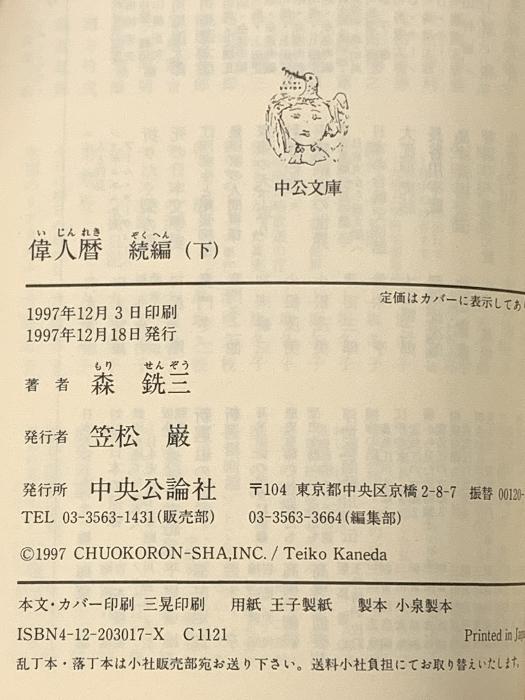 中公文庫
偉人暦 続編(下)
いじんれき ぞくへん
定価はカバーに表示してあ
1997年12月3日印刷
1997年12月18日発行
著者 森 銑三
もり せんぞう
発行者 笠松 巌
発行所 中央公論社 〒104 東京都中央区京橋2-8-7 振替 00120-
TEL 03-3563-1431(販売部) 03-3563-3664(編集部)
©1997 CHUOKORON-SHA,INC. / Teiko Kaneda
本文・カバー印刷 三晃印刷 用紙 王子製紙 製本 小泉製本
ISBN4-12-203017-X C1121 Printed in Japa
乱丁本・落丁本は小社販売部宛お送り下さい。送料小社負担にてお取り替えいたします。